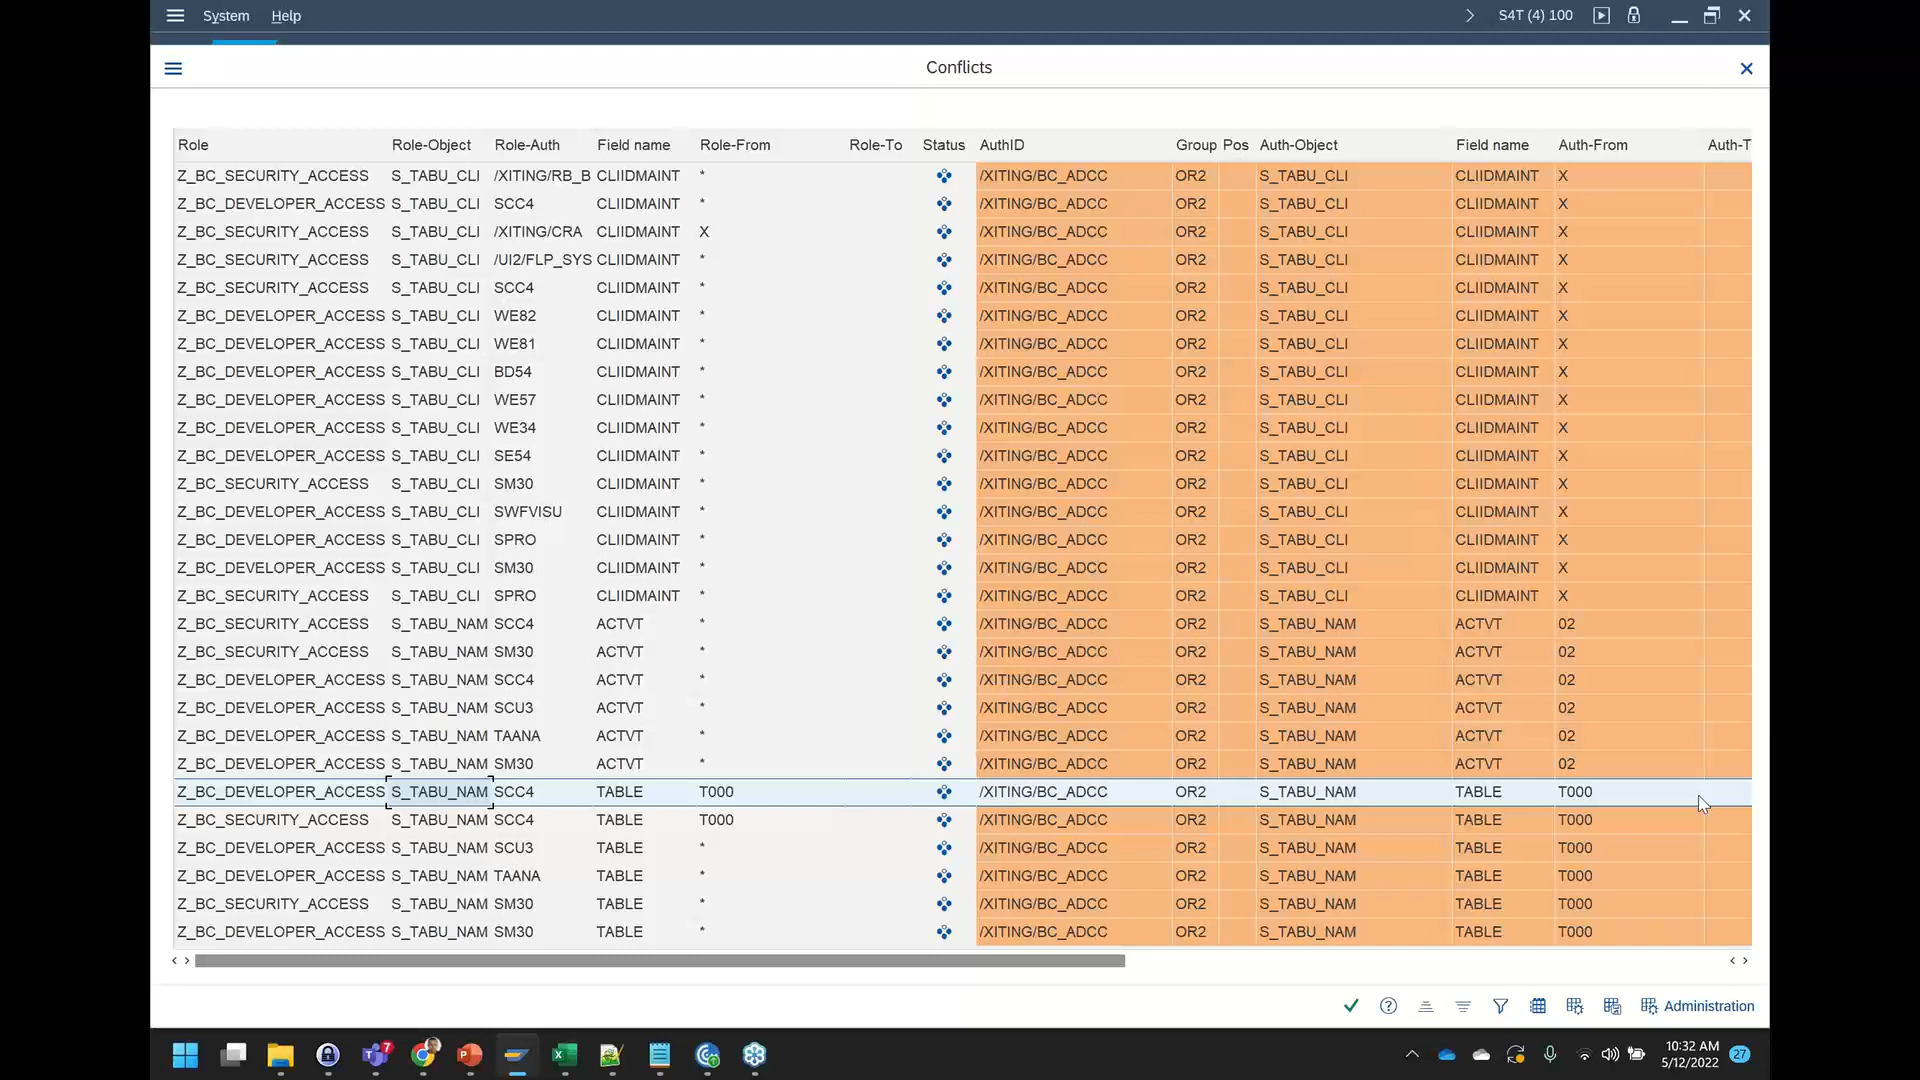 System Help S4T (4) 100
Conflicts
Role Role-Object Role-Auth Field name Role-From Role-To Status AuthID Group Pos Auth-Object Field name Auth-From Auth-T
Z_BC_SECURITY_ACCESS S_TABU_CLI /XITING/RB_B CLIIDMAINT * /XITING/BC_ADCC OR2 S_TABU_CLI CLIIDMAINT X
Z_BC_DEVELOPER_ACCESS S_TABU_CLI SCC4 CLIIDMAINT * /XITING/BC_ADCC OR2 S_TABU_CLI CLIIDMAINT X
Z_BC_SECURITY_ACCESS S_TABU_CLI /XITING/CRA CLIIDMAINT X /XITING/BC_ADCC OR2 S_TABU_CLI CLIIDMAINT X
Z_BC_SECURITY_ACCESS S_TABU_CLI /UI2/FLP_SYS CLIIDMAINT * /XITING/BC_ADCC OR2 S_TABU_CLI CLIIDMAINT X
Z_BC_SECURITY_ACCESS S_TABU_CLI SCC4 CLIIDMAINT * /XITING/BC_ADCC OR2 S_TABU_CLI CLIIDMAINT X
Z_BC_DEVELOPER_ACCESS S_TABU_CLI WE82 CLIIDMAINT * /XITING/BC_ADCC OR2 S_TABU_CLI CLIIDMAINT X
Z_BC_DEVELOPER_ACCESS S_TABU_CLI WE81 CLIIDMAINT * /XITING/BC_ADCC OR2 S_TABU_CLI CLIIDMAINT X
Z_BC_DEVELOPER_ACCESS S_TABU_CLI BD54 CLIIDMAINT * /XITING/BC_ADCC OR2 S_TABU_CLI CLIIDMAINT X
Z_BC_DEVELOPER_ACCESS S_TABU_CLI WE57 CLIIDMAINT * /XITING/BC_ADCC OR2 S_TABU_CLI CLIIDMAINT X
Z_BC_DEVELOPER_ACCESS S_TABU_CLI WE34 CLIIDMAINT * /XITING/BC_ADCC OR2 S_TABU_CLI CLIIDMAINT X
Z_BC_DEVELOPER_ACCESS S_TABU_CLI SE54 CLIIDMAINT * /XITING/BC_ADCC OR2 S_TABU_CLI CLIIDMAINT X
Z_BC_SECURITY_ACCESS S_TABU_CLI SM30 CLIIDMAINT * /XITING/BC_ADCC OR2 S_TABU_CLI CLIIDMAINT X
Z_BC_DEVELOPER_ACCESS S_TABU_CLI SWFVISU CLIIDMAINT * /XITING/BC_ADCC OR2 S_TABU_CLI CLIIDMAINT X
Z_BC_DEVELOPER_ACCESS S_TABU_CLI SPRO CLIIDMAINT * /XITING/BC_ADCC OR2 S_TABU_CLI CLIIDMAINT X
Z_BC_DEVELOPER_ACCESS S_TABU_CLI SM30 CLIIDMAINT * /XITING/BC_ADCC OR2 S_TABU_CLI CLIIDMAINT X
Z_BC_SECURITY_ACCESS S_TABU_CLI SPRO CLIIDMAINT * /XITING/BC_ADCC OR2 S_TABU_CLI CLIIDMAINT X
Z_BC_SECURITY_ACCESS S_TABU_NAM SCC4 ACTVT * /XITING/BC_ADCC OR2 S_TABU_NAM ACTVT 02
Z_BC_SECURITY_ACCESS S_TABU_NAM SM30 ACTVT * /XITING/BC_ADCC OR2 S_TABU_NAM ACTVT 02
Z_BC_DEVELOPER_ACCESS S_TABU_NAM SCC4 ACTVT * /XITING/BC_ADCC OR2 S_TABU_NAM ACTVT 02
Z_BC_DEVELOPER_ACCESS S_TABU_NAM SCU3 ACTVT * /XITING/BC_ADCC OR2 S_TABU_NAM ACTVT 02
Z_BC_DEVELOPER_ACCESS S_TABU_NAM TAANA ACTVT * /XITING/BC_ADCC OR2 S_TABU_NAM ACTVT 02
Z_BC_DEVELOPER_ACCESS S_TABU_NAM SM30 ACTVT * /XITING/BC_ADCC OR2 S_TABU_NAM ACTVT 02
Z_BC_DEVELOPER_ACCESS S_TABU_NAM SCC4 TABLE T000 /XITING/BC_ADCC OR2 S_TABU_NAM TABLE T000
Z_BC_SECURITY_ACCESS S_TABU_NAM SCC4 TABLE T000 /XITING/BC_ADCC OR2 S_TABU_NAM TABLE T000
Z_BC_DEVELOPER_ACCESS S_TABU_NAM SCU3 TABLE * /XITING/BC_ADCC OR2 S_TABU_NAM TABLE T000
Z_BC_DEVELOPER_ACCESS S_TABU_NAM TAANA TABLE * /XITING/BC_ADCC OR2 S_TABU_NAM TABLE T000
Z_BC_SECURITY_ACCESS S_TABU_NAM SM30 TABLE * /XITING/BC_ADCC OR2 S_TABU_NAM TABLE T000
Z_BC_DEVELOPER_ACCESS S_TABU_NAM SM30 TABLE * /XITING/BC_ADCC OR2 S_TABU_NAM TABLE T000
Administration
7 10:32 AM
5/12/2022 27